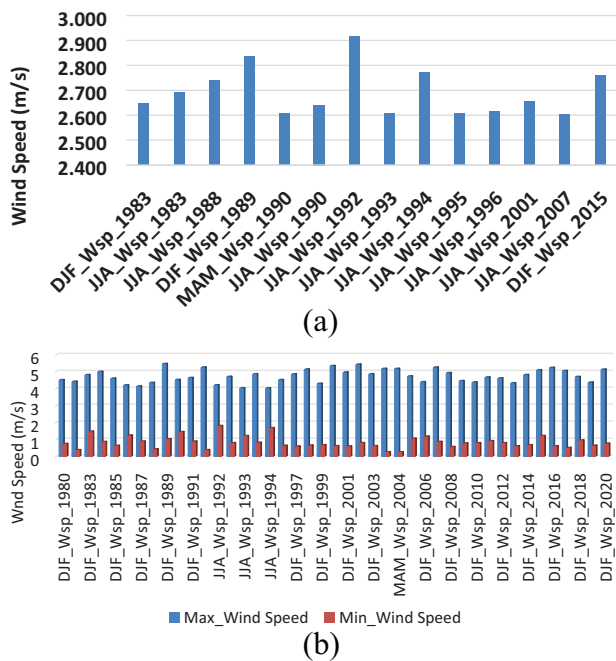 3.000
2.900
2.800
2.700
2.600
2.500
2.400
Wind Speed (m/s)
DJF_Wsp_1983
JJA_Wsp_1983
JJA_Wsp_1988
DJF_Wsp_1989
MAM_Wsp_1990
JJA_Wsp_1990
JJA_Wsp_1992
JJA_Wsp_1993
JJA_Wsp_1994
JJA_Wsp_1995
JJA_Wsp_1996
JJA_Wsp_2001
JJA_Wsp_2007
DJF_Wsp_2015
(a)
6
5
4
3
2
1
0
Wnd Speed (m/s)
DJF_Wsp_1980
DJF_Wsp_1983
DJF_Wsp_1985
DJF_Wsp_1987
DJF_Wsp_1989
DJF_Wsp_1991
JJA_Wsp_1992
JJA_Wsp_1993
JJA_Wsp_1994
DJF_Wsp_1997
DJF_Wsp_1999
DJF_Wsp_2001
DJF_Wsp_2003
MAM_Wsp_2004
DJF_Wsp_2006
DJF_Wsp_2008
DJF_Wsp_2010
DJF_Wsp_2012
DJF_Wsp_2014
DJF_Wsp_2016
DJF_Wsp_2018
DJF_Wsp_2020
Max_Wind Speed
Min_Wind Speed
(b)